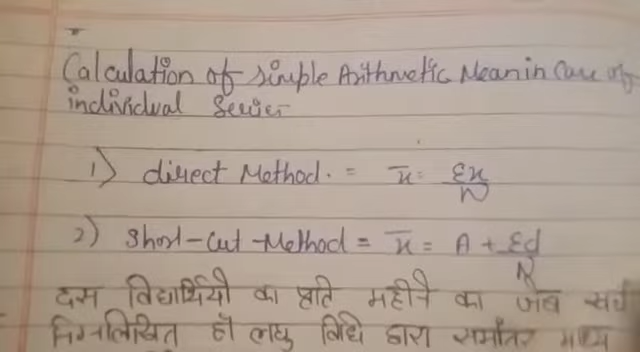 Calculation of simple Arithmetic Mean in Case of
individual Series
1) direct Method. = x̄ = Σx/N
2) Short-Cut-Method = x̄ = A + Σd/N
दस विद्यार्थियों का प्रति महीने का जेब खर्च
निम्नलिखित हो लघु विधि द्वारा समांतर माध्य